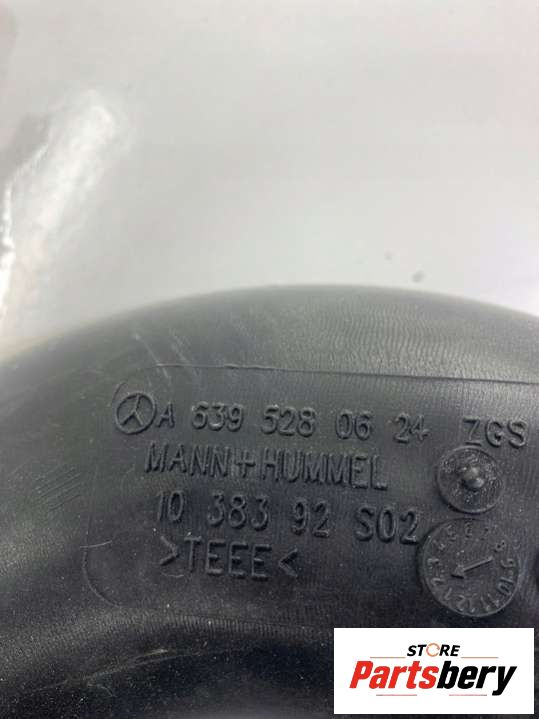 A 639 528 06 24 ZGS
MANN+HUMMEL
10 383 92 S02
>TEEE<
STORE
Partsbery